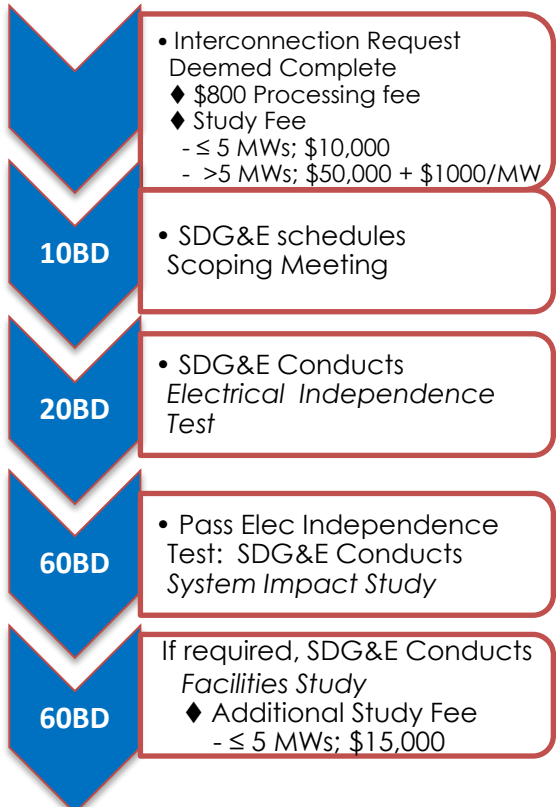 • Interconnection Request
Deemed Complete
♦ $800 Processing fee
♦ Study Fee
- ≤ 5 MWs; $10,000
- >5 MWs; $50,000 + $1000/MW
10BD
• SDG&E schedules
Scoping Meeting
20BD
• SDG&E Conducts
Electrical Independence
Test
60BD
• Pass Elec Independence
Test: SDG&E Conducts
System Impact Study
60BD
If required, SDG&E Conducts
Facilities Study
♦ Additional Study Fee
- ≤ 5 MWs; $15,000